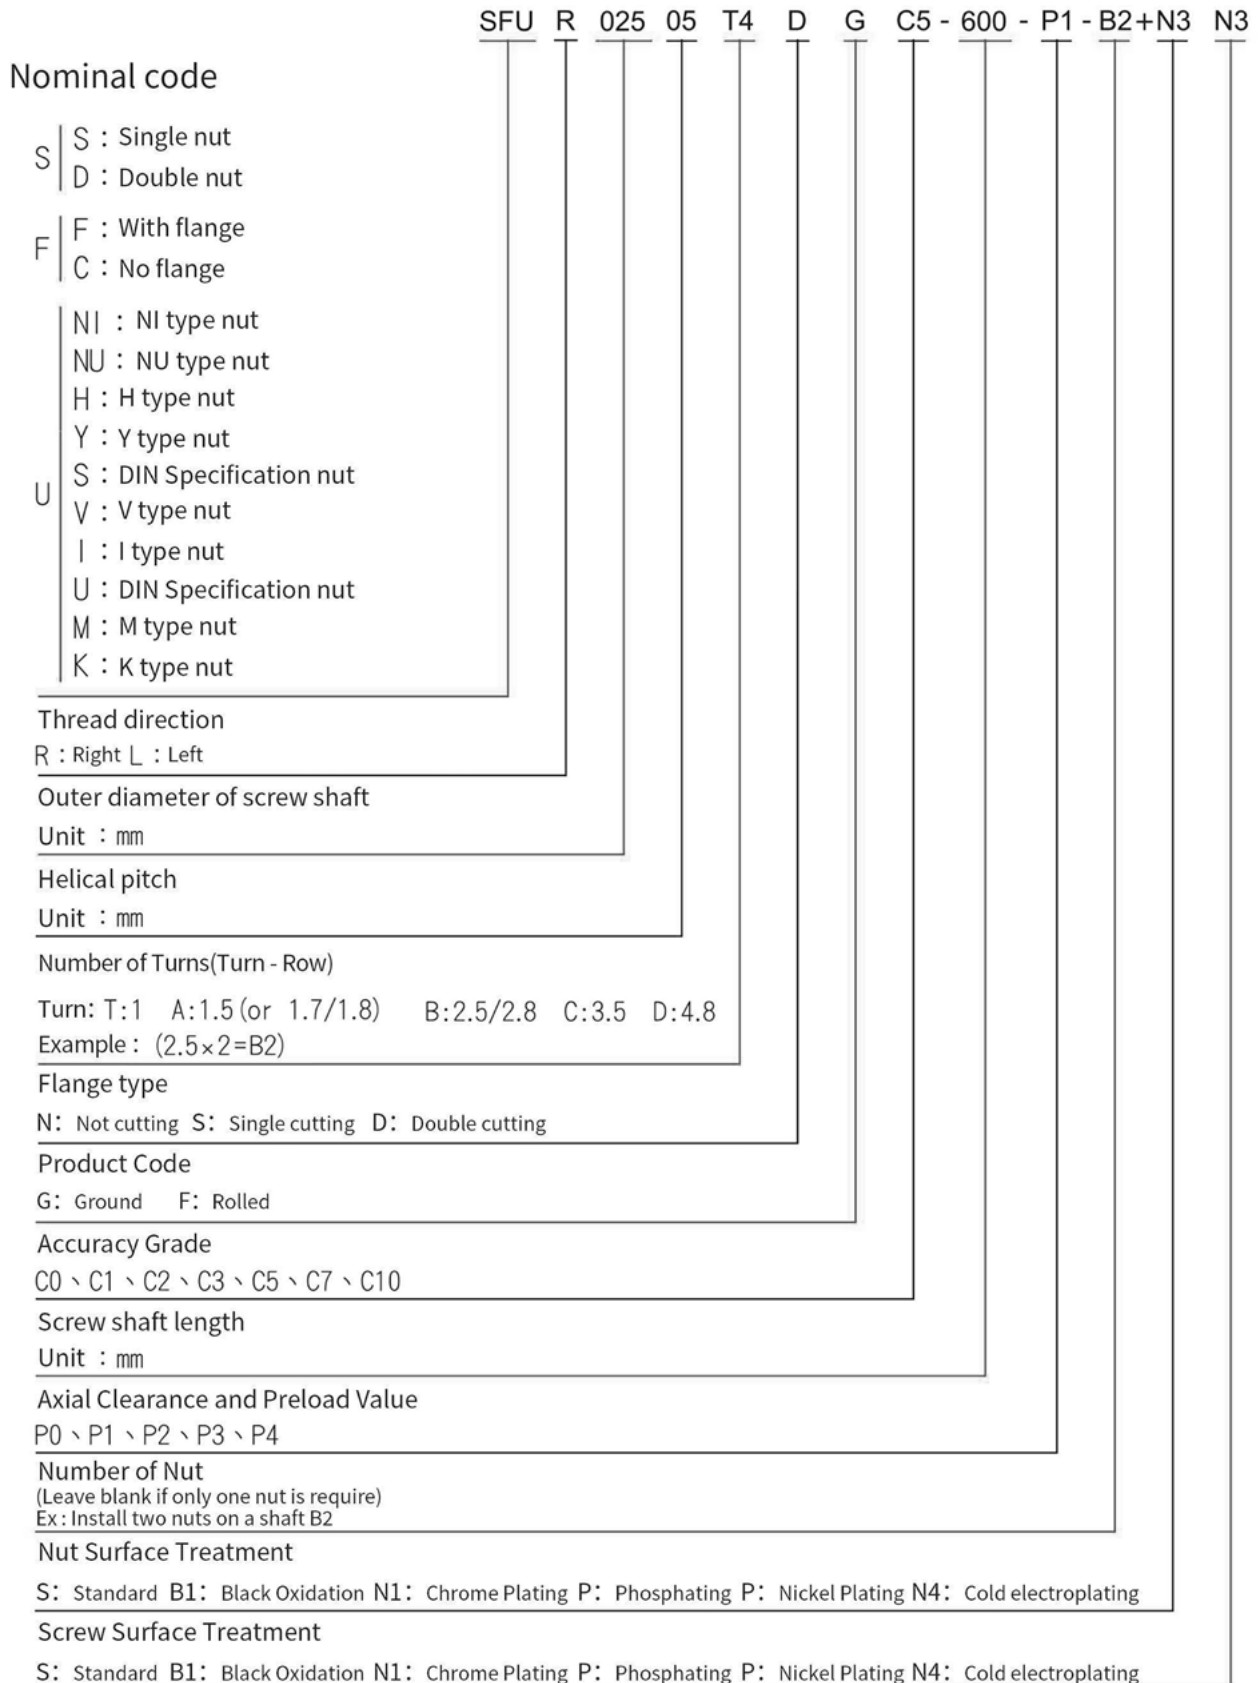 SFU R 025 05 T4 D G C5 - 600 - P1 - B2+N3 N3
Nominal code
S
S : Single nut
D : Double nut
F
F : With flange
C : No flange
U
NI : NI type nut
NU : NU type nut
H : H type nut
Y : Y type nut
S : DIN Specification nut
V : V type nut
I : I type nut
U : DIN Specification nut
M : M type nut
K : K type nut
Thread direction
R : Right L : Left
Outer diameter of screw shaft
Unit : mm
Helical pitch
Unit : mm
Number of Turns(Turn - Row)
Turn: T:1 A:1.5(or 1.7/1.8) B:2.5/2.8 C:3.5 D:4.8
Example : (2.5×2=B2)
Flange type
N: Not cutting S: Single cutting D: Double cutting
Product Code
G: Ground F: Rolled
Accuracy Grade
C0、C1、C2、C3、C5、C7、C10
Screw shaft length
Unit : mm
Axial Clearance and Preload Value
P0、P1、P2、P3、P4
Number of Nut
(Leave blank if only one nut is require)
Ex : Install two nuts on a shaft B2
Nut Surface Treatment
S: Standard B1: Black Oxidation N1: Chrome Plating P: Phosphating P: Nickel Plating N4: Cold electroplating
Screw Surface Treatment
S: Standard B1: Black Oxidation N1: Chrome Plating P: Phosphating P: Nickel Plating N4: Cold electroplating